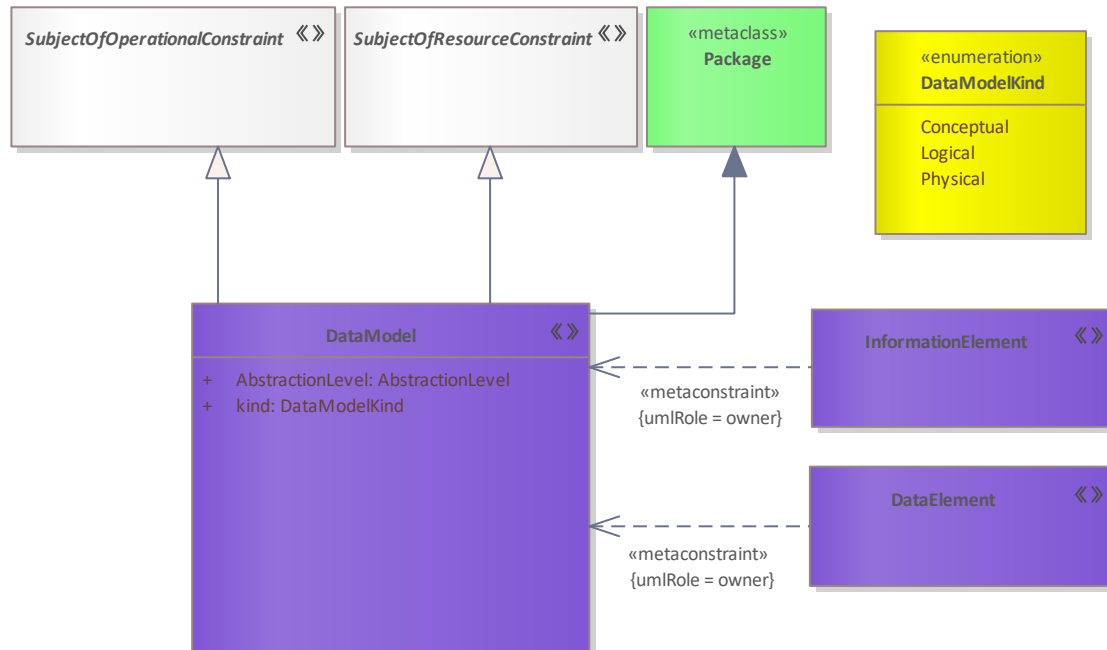 SubjectOfOperationalConstraint «»
SubjectOfResourceConstraint «»
«metaclass»
Package
«enumeration»
DataModelKind
Conceptual
Logical
Physical
DataModel «»
+ AbstractionLevel: AbstractionLevel
+ kind: DataModelKind
InformationElement «»
«metaconstraint»
{umlRole = owner}
DataElement «»
«metaconstraint»
{umlRole = owner}